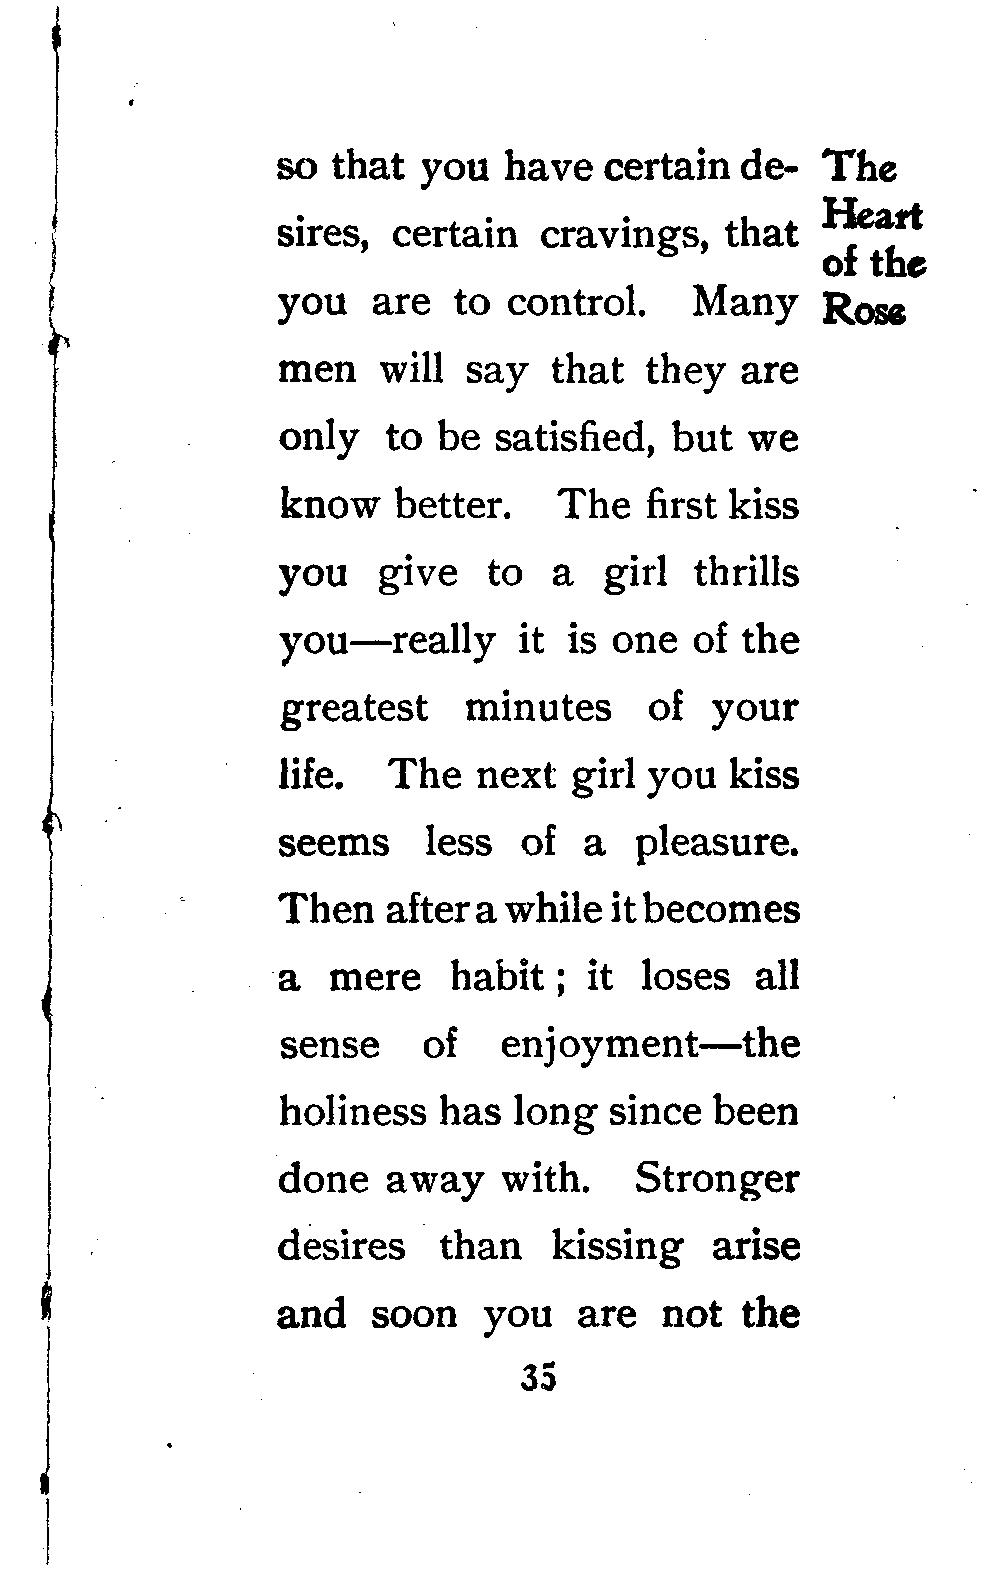 so that you have certain de-
sires, certain cravings, that
you are to control. Many
men will say that they are
only to be satisfied, but we
know better. The first kiss
you give to a girl thrills
you—really it is one of the
greatest minutes of your
life. The next girl you kiss
seems less of a pleasure.
Then after a while it becomes
a mere habit; it loses all
sense of enjoyment—the
holiness has long since been
done away with. Stronger
desires than kissing arise
and soon you are not the
The
Heart
of the
Rose
35